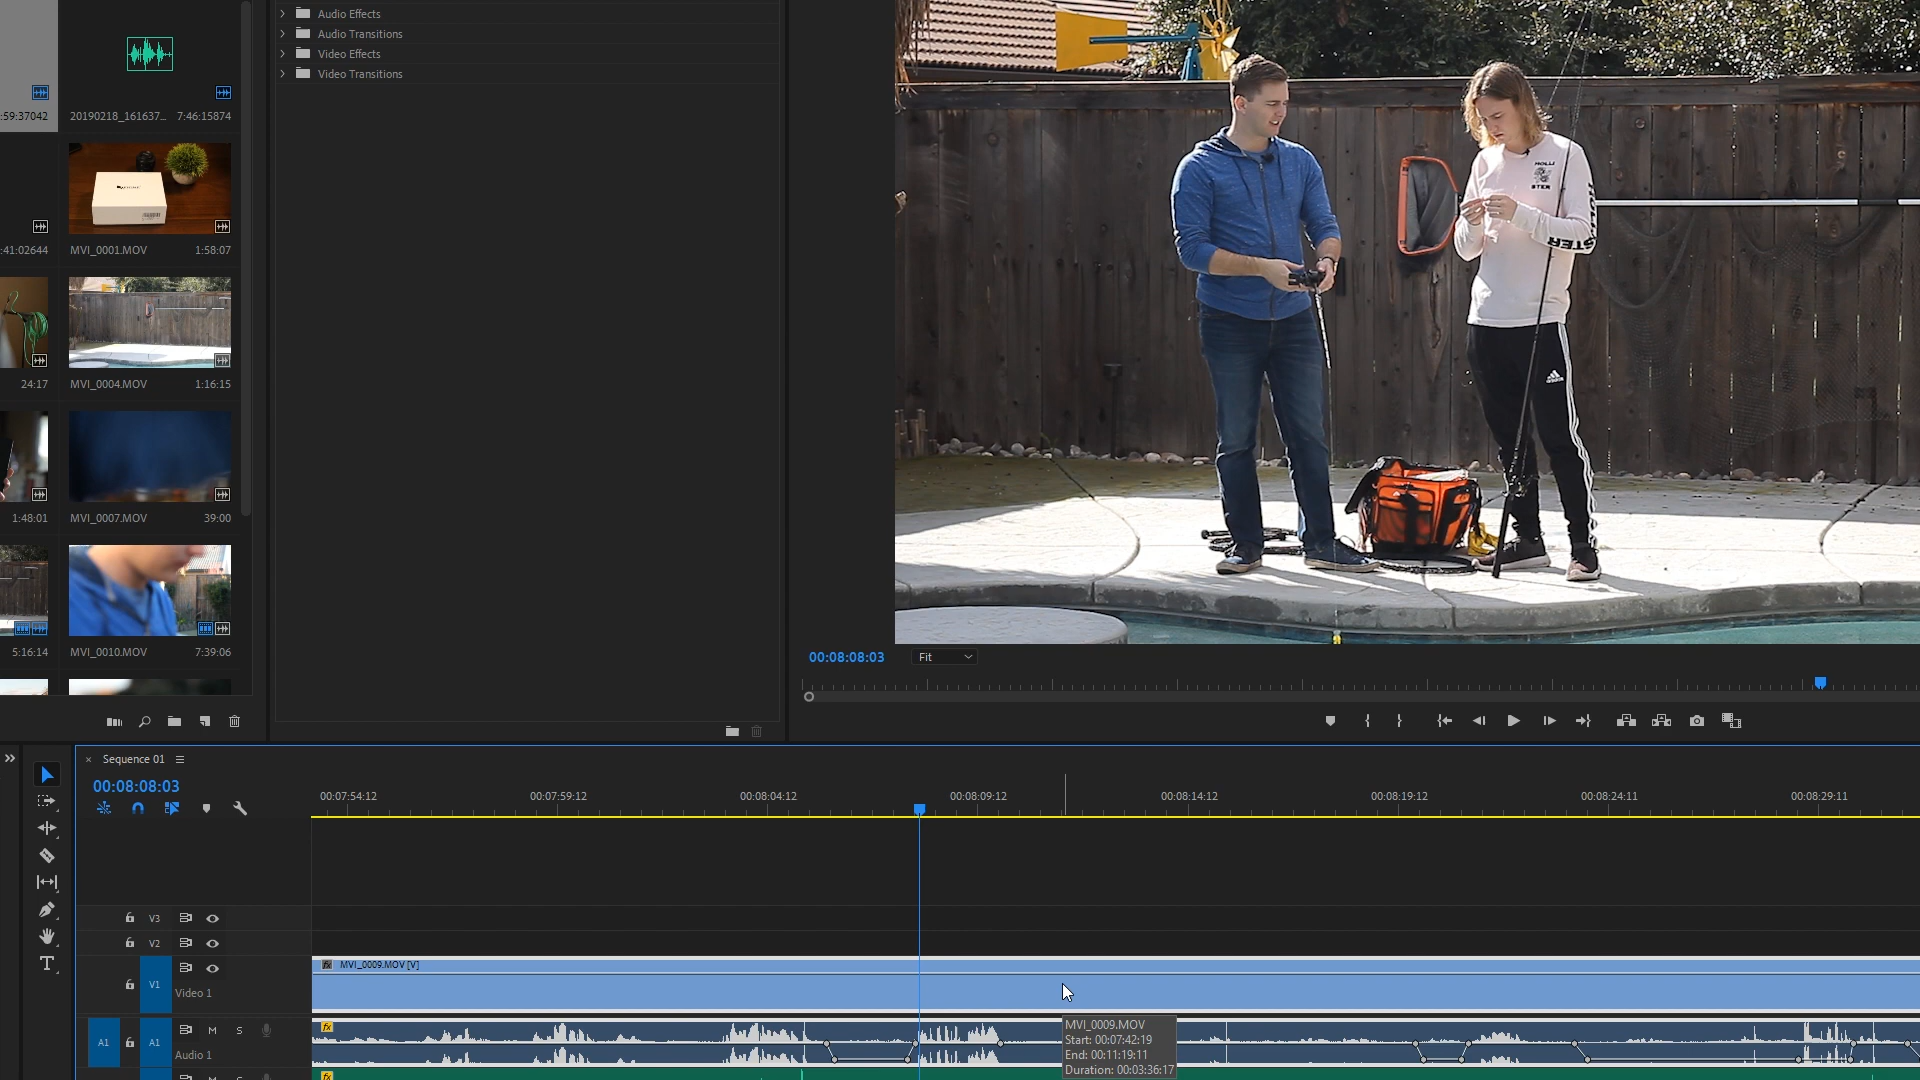 Audio Effects
Audio Transitions
Video Effects
Video Transitions
:59:37042
20190218_161637... 7:46:15874
:41:02644
MVI_0001.MOV 1:58:07
24:17
MVI_0004.MOV 1:16:15
1:48:01
MVI_0007.MOV 39:00
5:16:14
MVI_0010.MOV 7:39:06
HOLLI
STER
adidas
00:08:08:03
Fit
Sequence 01
00:08:08:03
00:07:54:12 00:07:59:12 00:08:04:12 00:08:09:12 00:08:14:12 00:08:19:12 00:08:24:11 00:08:29:11
V3
V2
fx MVI_0009.MOV [V]
V1
Video 1
fx
M S
A1 A1
Audio 1
MVI_0009.MOV
Start: 00:07:42:19
End: 00:11:19:11
Duration: 00:03:36:17
fx